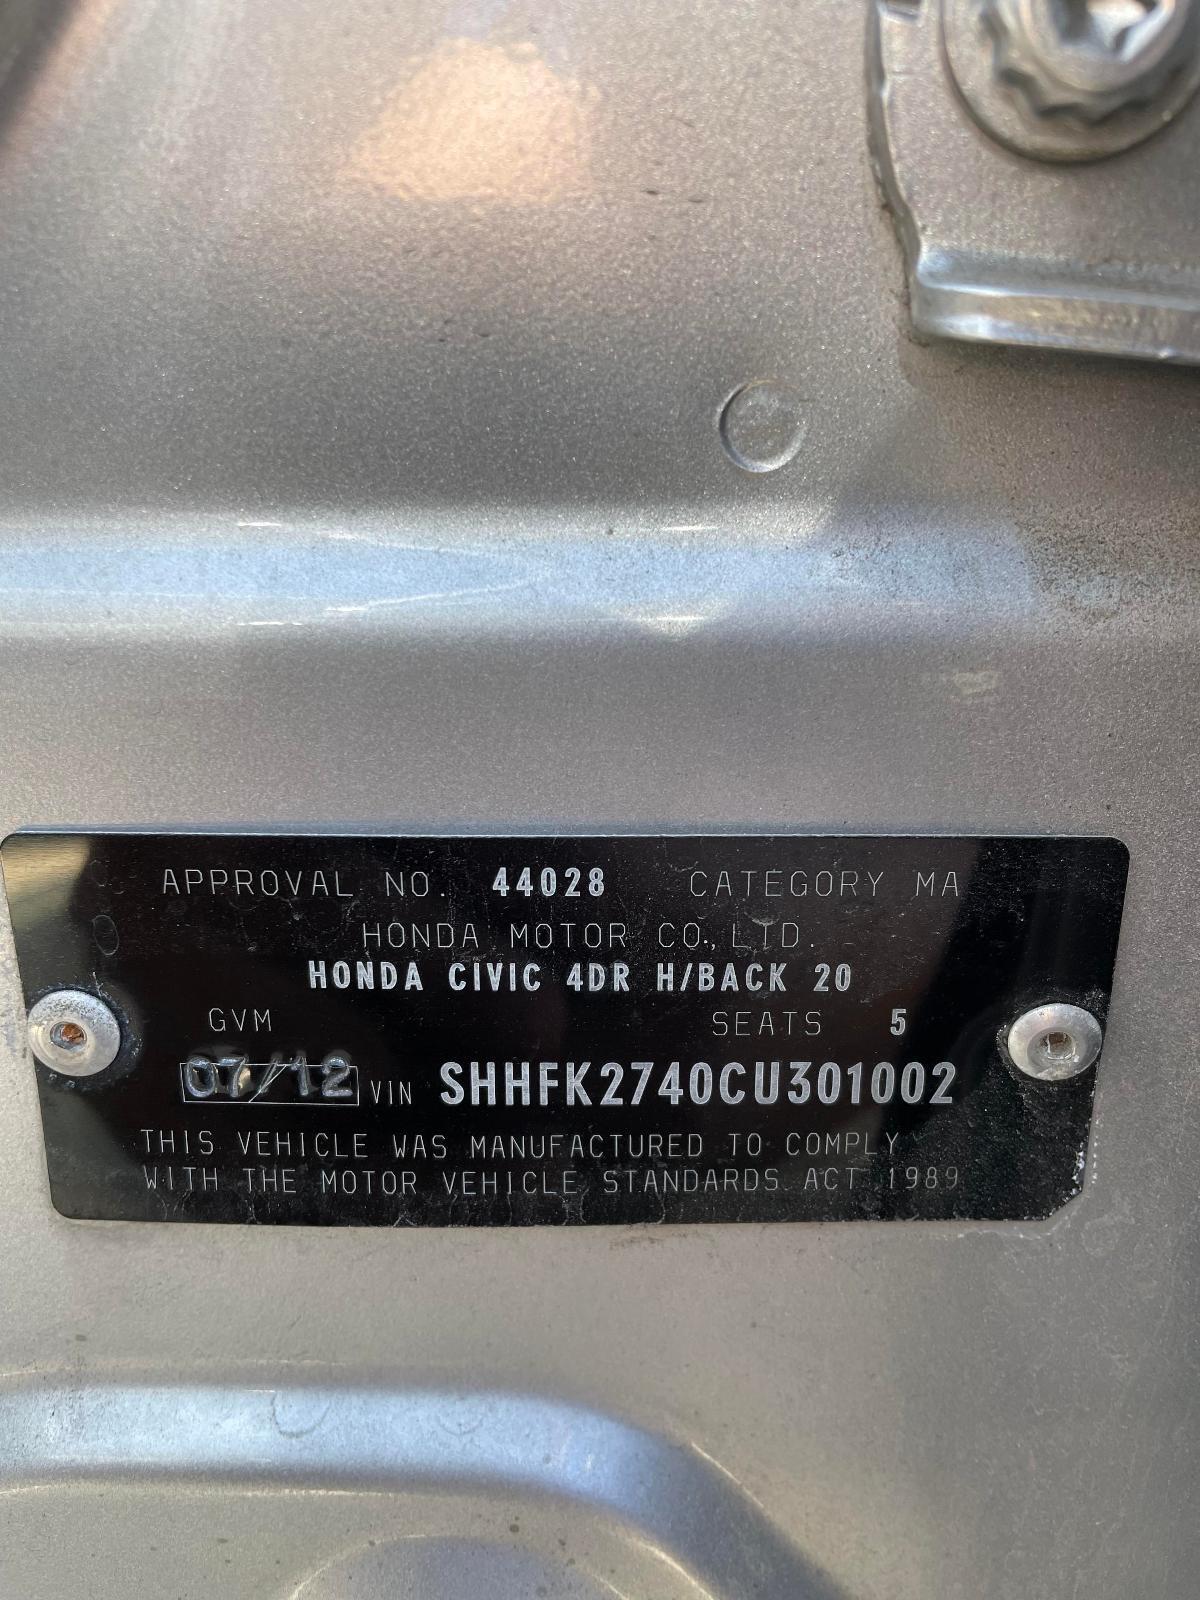 APPROVAL NO. 44028 CATEGORY MA
HONDA MOTOR CO., LTD.
HONDA CIVIC 4DR H/BACK 20
GVM SEATS 5
07/12 VIN SHHFK2740CU301002
THIS VEHICLE WAS MANUFACTURED TO COMPLY
WITH THE MOTOR VEHICLE STANDARDS ACT 1989